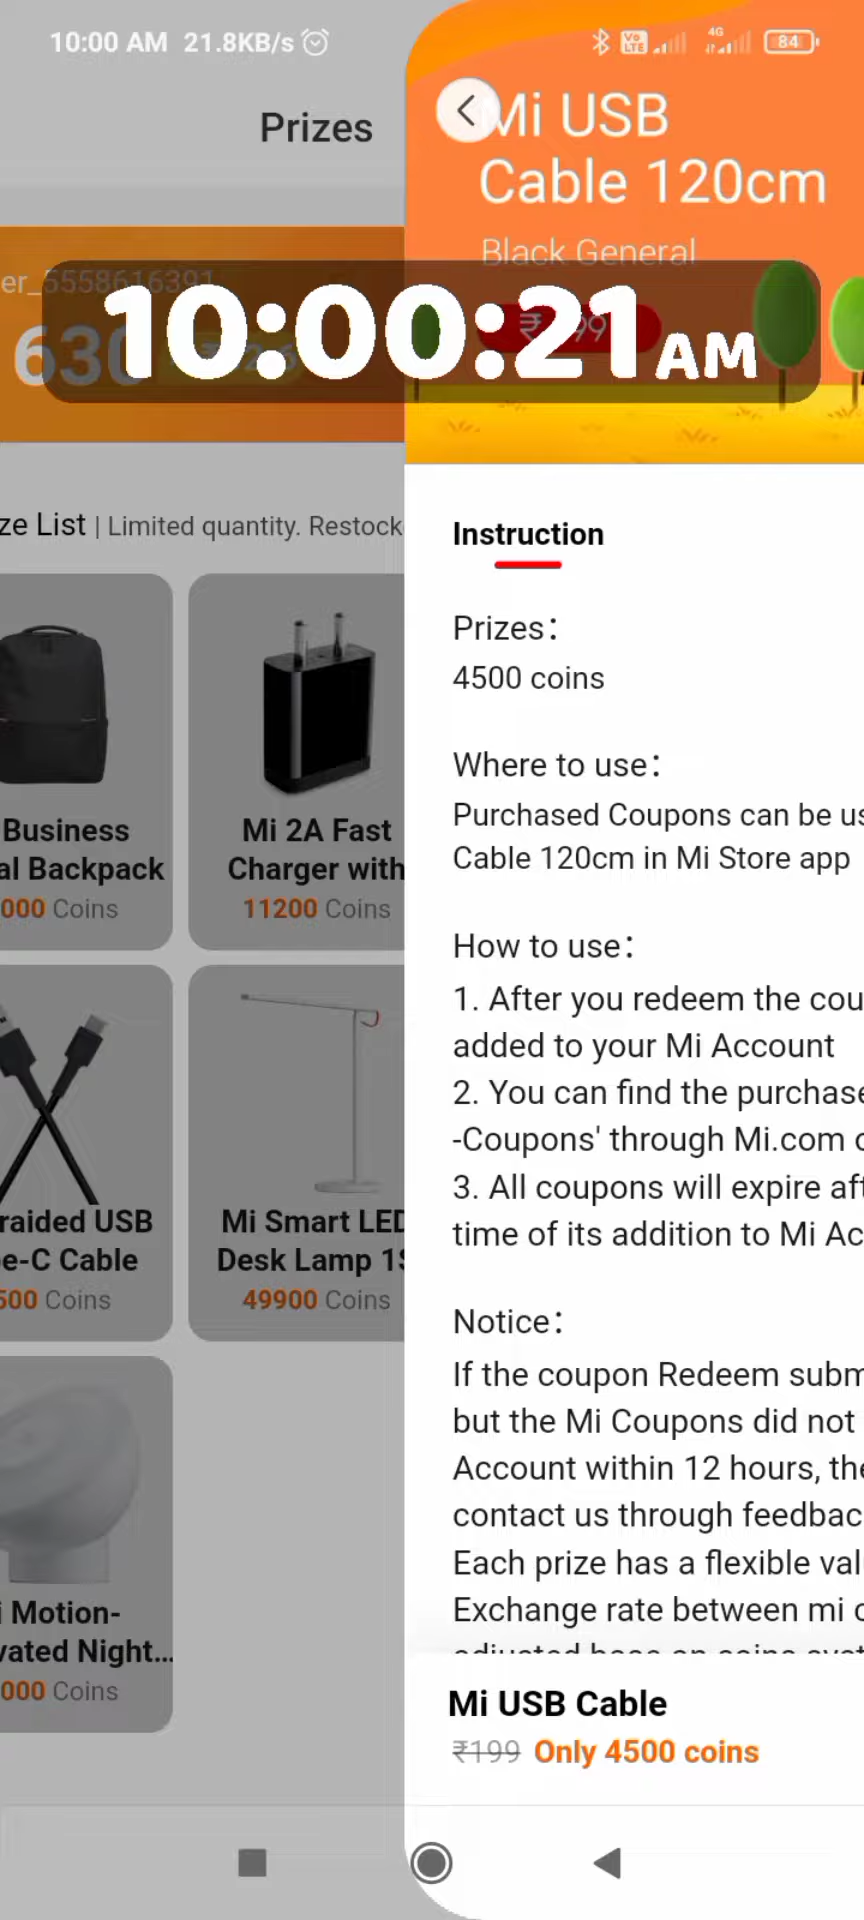 10:00 AM 21.8KB/s
Vo LTE 4G 84
Prizes
er_5558616391
630
10:00:21 AM
ze List | Limited quantity. Restock
Business
al Backpack
000 Coins
Mi 2A Fast
Charger with
11200 Coins
raided USB
e-C Cable
500 Coins
Mi Smart LED
Desk Lamp 1S
49900 Coins
i Motion-
vated Night...
000 Coins
Mi USB
Cable 120cm
Black General
Instruction
Prizes:
4500 coins
Where to use:
Purchased Coupons can be us
Cable 120cm in Mi Store app
How to use:
1. After you redeem the cou
added to your Mi Account
2. You can find the purchase
-Coupons' through Mi.com o
3. All coupons will expire aft
time of its addition to Mi Ac
Notice:
If the coupon Redeem subm
but the Mi Coupons did not
Account within 12 hours, the
contact us through feedbac
Each prize has a flexible val
Exchange rate between mi c
Mi USB Cable
₹199 Only 4500 coins